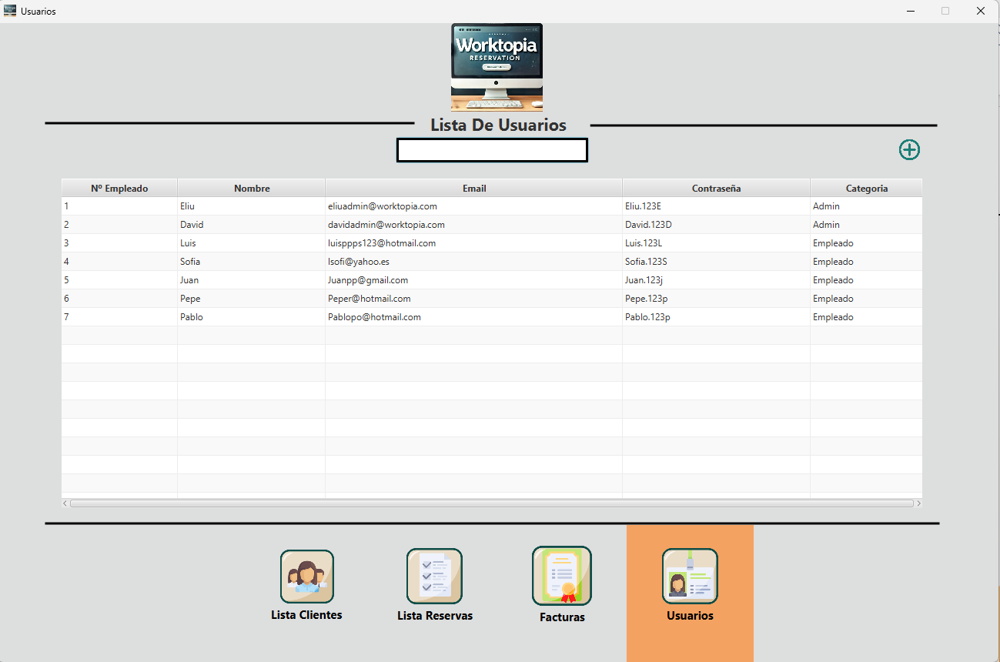 Usuarios
Worktopia
RESERVATION
Lista De Usuarios
Nº Empleado Nombre Email Contraseña Categoria
1 Eliu eliuadmin@worktopia.com Eliu.123E Admin
2 David davidadmin@worktopia.com David.123D Admin
3 Luis luisppps123@hotmail.com Luis.123L Empleado
4 Sofia lsofi@yahoo.es Sofia.123S Empleado
5 Juan Juanpp@gmail.com Juan.123j Empleado
6 Pepe Peper@hotmail.com Pepe.123p Empleado
7 Pablo Pablopo@hotmail.com Pablo.123p Empleado
Lista Clientes Lista Reservas Facturas Usuarios